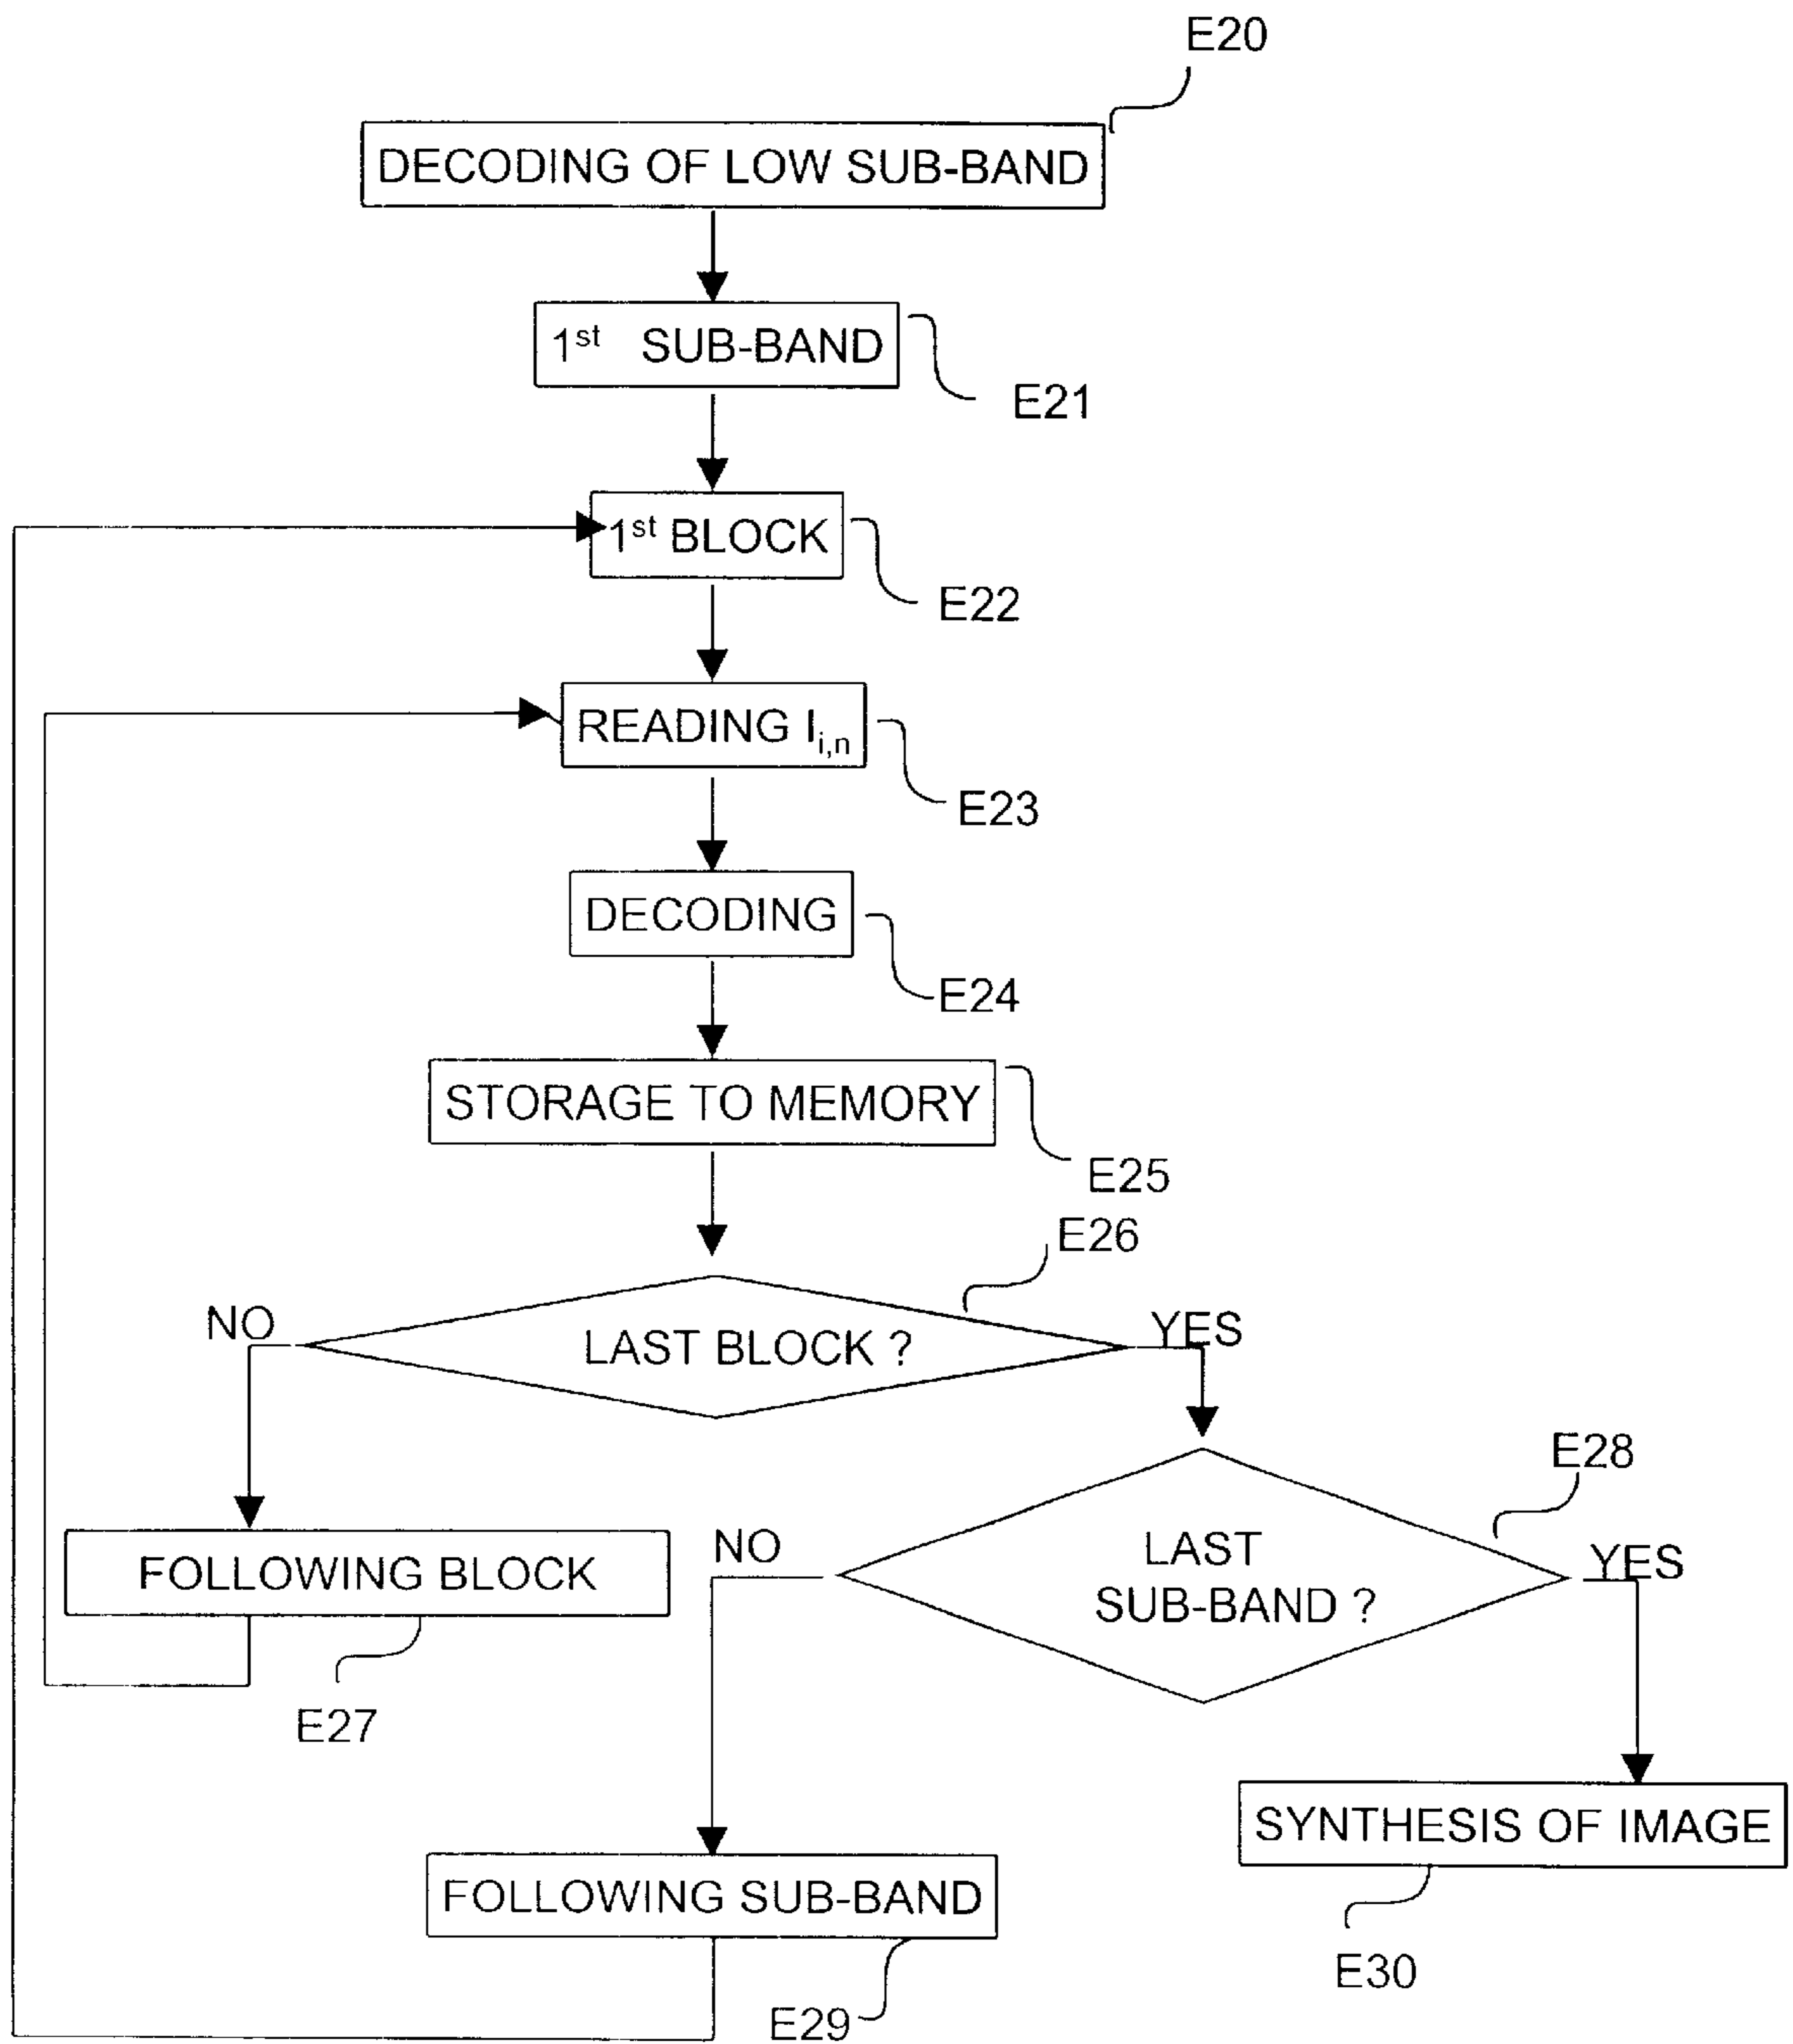 E20
DECODING OF LOW SUB-BAND
1st SUB-BAND
E21
1st BLOCK
E22
READING Ii,n
E23
DECODING
E24
STORAGE TO MEMORY
E25
E26
NO
YES
LAST BLOCK ?
E28
FOLLOWING BLOCK
NO
LAST
SUB-BAND ?
YES
E27
SYNTHESIS OF IMAGE
FOLLOWING SUB-BAND
E30
E29